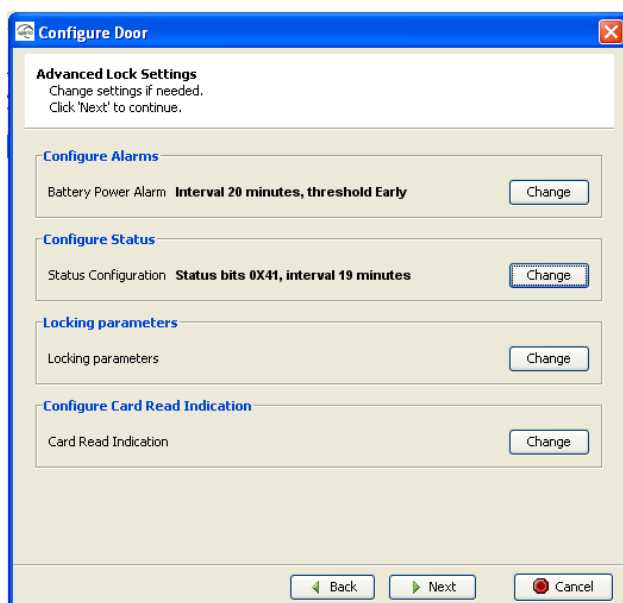 Configure Door
Advanced Lock Settings
Change settings if needed.
Click 'Next' to continue.
Configure Alarms
Battery Power Alarm Interval 20 minutes, threshold Early
Change
Configure Status
Status Configuration Status bits 0X41, interval 19 minutes
Change
Locking parameters
Locking parameters
Change
Configure Card Read Indication
Card Read Indication
Change
Back
Next
Cancel